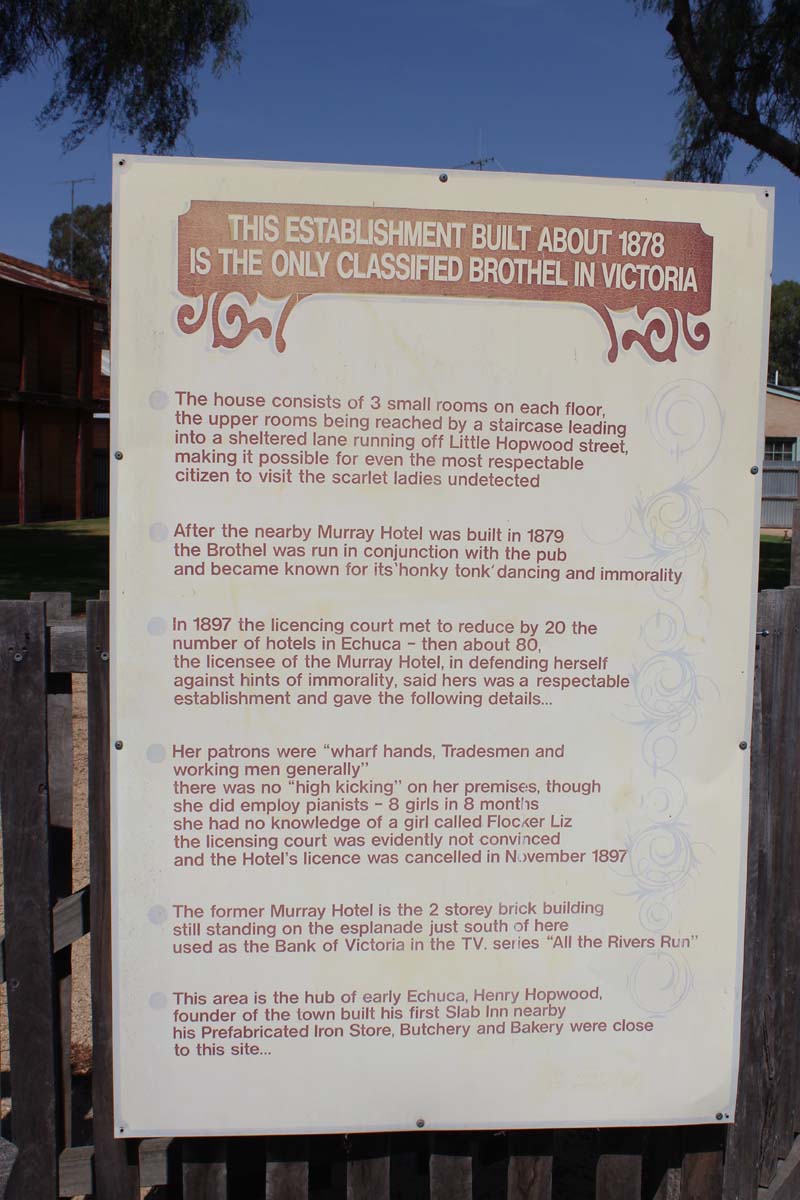 THIS ESTABLISHMENT BUILT ABOUT 1878
IS THE ONLY CLASSIFIED BROTHEL IN VICTORIA
The house consists of 3 small rooms on each floor,
the upper rooms being reached by a staircase leading
into a sheltered lane running off Little Hopwood street,
making it possible for even the most respectable
citizen to visit the scarlet ladies undetected
After the nearby Murray Hotel was built in 1879
the Brothel was run in conjunction with the pub
and became known for its 'honky tonk' dancing and immorality
In 1897 the licencing court met to reduce by 20 the
number of hotels in Echuca - then about 80,
the licensee of the Murray Hotel, in defending herself
against hints of immorality, said hers was a respectable
establishment and gave the following details...
Her patrons were "wharf hands, Tradesmen and
working men generally"
there was no "high kicking" on her premises, though
she did employ pianists - 8 girls in 8 months
she had no knowledge of a girl called Flocker Liz
the licensing court was evidently not convinced
and the Hotel's licence was cancelled in November 1897
The former Murray Hotel is the 2 storey brick building
still standing on the esplanade just south of here
used as the Bank of Victoria in the TV. series "All the Rivers Run"
This area is the hub of early Echuca, Henry Hopwood,
founder of the town built his first Slab Inn nearby
his Prefabricated Iron Store, Butchery and Bakery were close
to this site...